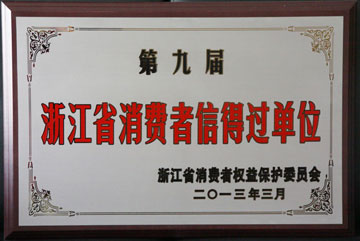 第九届
浙江省消费者信得过单位
浙江省消费者权益保护委员会
二〇一三年三月